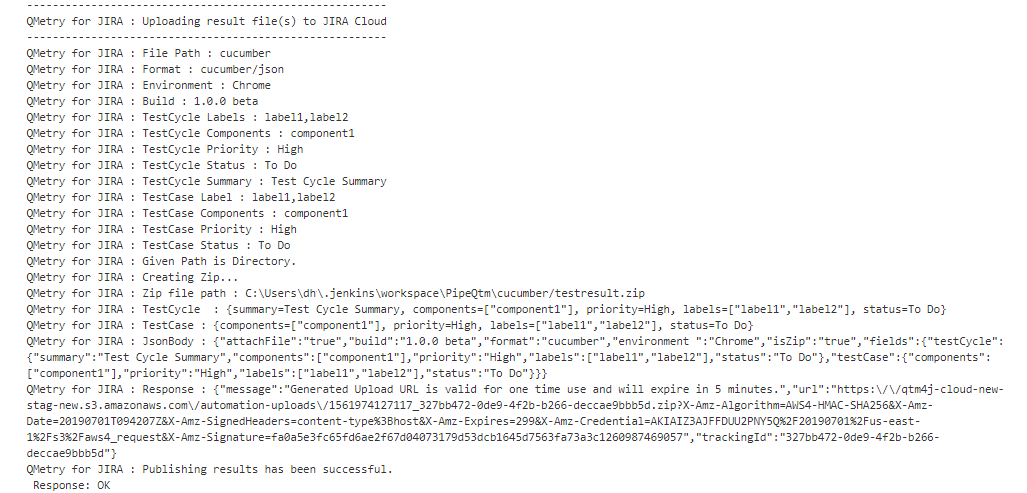 --------------------------------------------------------
QMetry for JIRA : Uploading result file(s) to JIRA Cloud
--------------------------------------------------------
QMetry for JIRA : File Path : cucumber
QMetry for JIRA : Format : cucumber/json
QMetry for JIRA : Environment : Chrome
QMetry for JIRA : Build : 1.0.0 beta
QMetry for JIRA : TestCycle Labels : label1,label2
QMetry for JIRA : TestCycle Components : component1
QMetry for JIRA : TestCycle Priority : High
QMetry for JIRA : TestCycle Status : To Do
QMetry for JIRA : TestCycle Summary : Test Cycle Summary
QMetry for JIRA : TestCase Label : label1,label2
QMetry for JIRA : TestCase Components : component1
QMetry for JIRA : TestCase Priority : High
QMetry for JIRA : TestCase Status : To Do
QMetry for JIRA : Given Path is Directory.
QMetry for JIRA : Creating Zip...
QMetry for JIRA : Zip file path : C:\Users\dh\.jenkins\workspace\PipeQtm\cucumber/testresult.zip
QMetry for JIRA : TestCycle  : {summary=Test Cycle Summary, components=["component1"], priority=High, labels=["label1","label2"], status=To Do}
QMetry for JIRA : TestCase : {components=["component1"], priority=High, labels=["label1","label2"], status=To Do}
QMetry for JIRA : JsonBody : {"attachFile":"true","build":"1.0.0 beta","format":"cucumber","environment ":"Chrome","isZip":"true","fields":{"testCycle":
{"summary":"Test Cycle Summary","components":["component1"],"priority":"High","labels":["label1","label2"],"status":"To Do"},"testCase":{"components":
["component1"],"priority":"High","labels":["label1","label2"],"status":"To Do"}}}
QMetry for JIRA : Response : {"message":"Generated Upload URL is valid for one time use and will expire in 5 minutes.","url":"https:\/\/qtm4j-cloud-new-
stag-new.s3.amazonaws.com\/automation-uploads\/1561974127117_327bb472-0de9-4f2b-b266-deccae9bbb5d.zip?X-Amz-Algorithm=AWS4-HMAC-SHA256&X-Amz-
Date=20190701T094207Z&X-Amz-SignedHeaders=content-type%3Bhost&X-Amz-Expires=299&X-Amz-Credential=AKIAIZ3AJFFDUU2PNY5Q%2F20190701%2Fus-east-
1%2Fs3%2Faws4_request&X-Amz-Signature=fa0a5e3fc65fd6ae2f67d04073179d53dcb1645d7563fa73a3c1260987469057","trackingId":"327bb472-0de9-4f2b-b266-
deccae9bbb5d"}
QMetry for JIRA : Publishing results has been successful.
 Response: OK